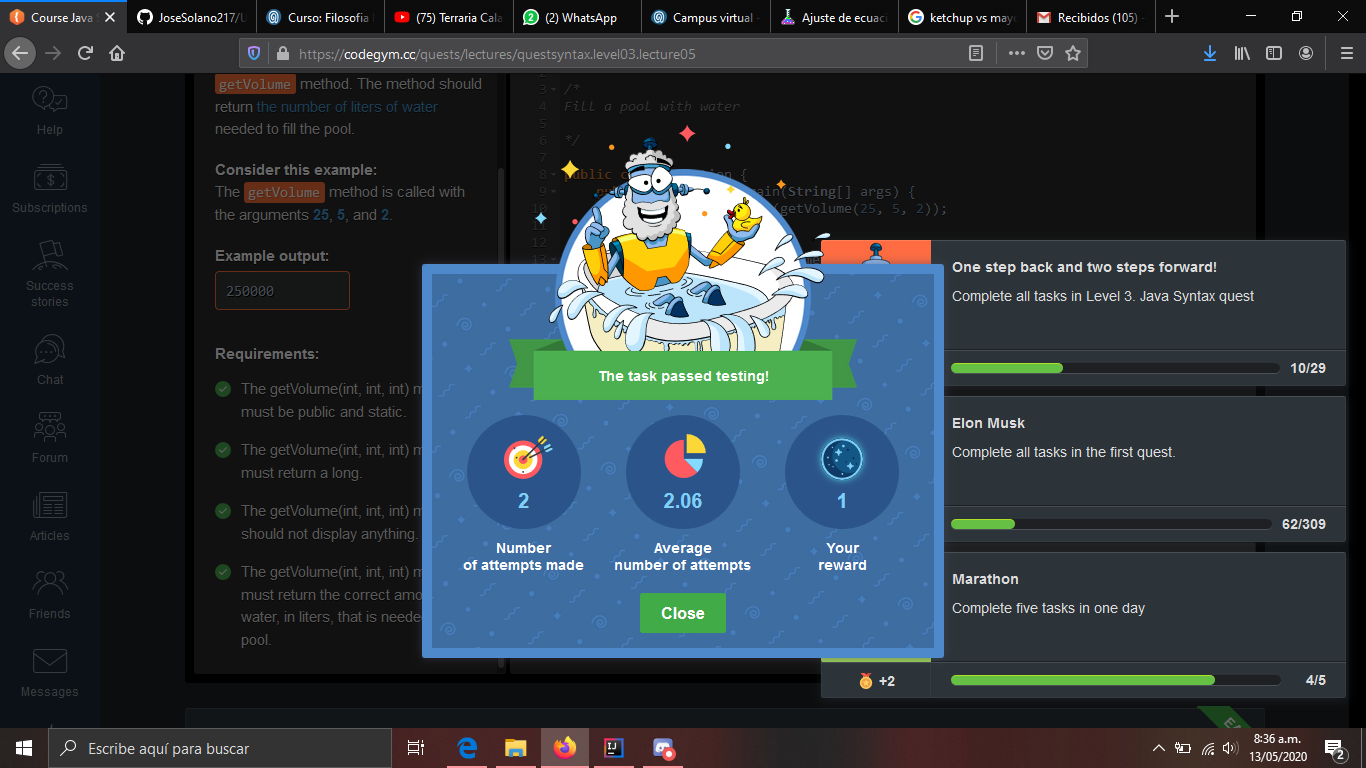 Course Java S
JoseSolano217/U
Curso: Filosofia
(75) Terraria Cala
(2) WhatsApp
Campus virtual -
Ajuste de ecuaci
ketchup vs mayo
Recibidos (105) -
https://codegym.cc/quests/lectures/questsyntax.level03.lecture05
Help
Subscriptions
Success
stories
Chat
Forum
Articles
Friends
Messages
getVolume method. The method should
return the number of liters of water
needed to fill the pool.
Consider this example:
The getVolume method is called with
the arguments 25, 5, and 2.
Example output:
250000
Requirements:
The getVolume(int, int, int) m
must be public and static.
The getVolume(int, int, int) m
must return a long.
The getVolume(int, int, int) m
should not display anything.
The getVolume(int, int, int) m
must return the correct amo
water, in liters, that is neede
pool.
3 /*
4 Fill a pool with water
5
6 */
7
8 public c on {
9 pu ain(String[] args) {
10 (getVolume(25, 5, 2));
11
12
13
The task passed testing!
2
Number
of attempts made
2.06
Average
number of attempts
1
Your
reward
Close
One step back and two steps forward!
Complete all tasks in Level 3. Java Syntax quest
10/29
Elon Musk
Complete all tasks in the first quest.
62/309
Marathon
Complete five tasks in one day
+2
4/5
Escribe aquí para buscar
8:36 a.m.
13/05/2020
2